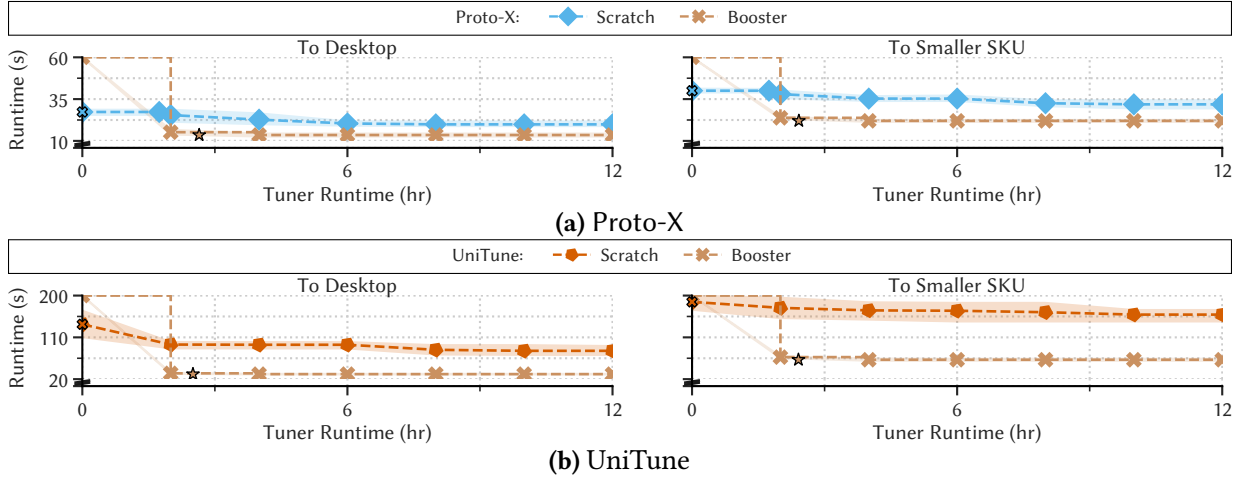 Proto-X: Scratch Booster
To Desktop To Smaller SKU
Runtime (s)
60
35
10
0 6 12
0 6 12
Tuner Runtime (hr) Tuner Runtime (hr)
(a) Proto-X
UniTune: Scratch Booster
To Desktop To Smaller SKU
Runtime (s)
200
110
20
0 6 12
0 6 12
Tuner Runtime (hr) Tuner Runtime (hr)
(b) UniTune